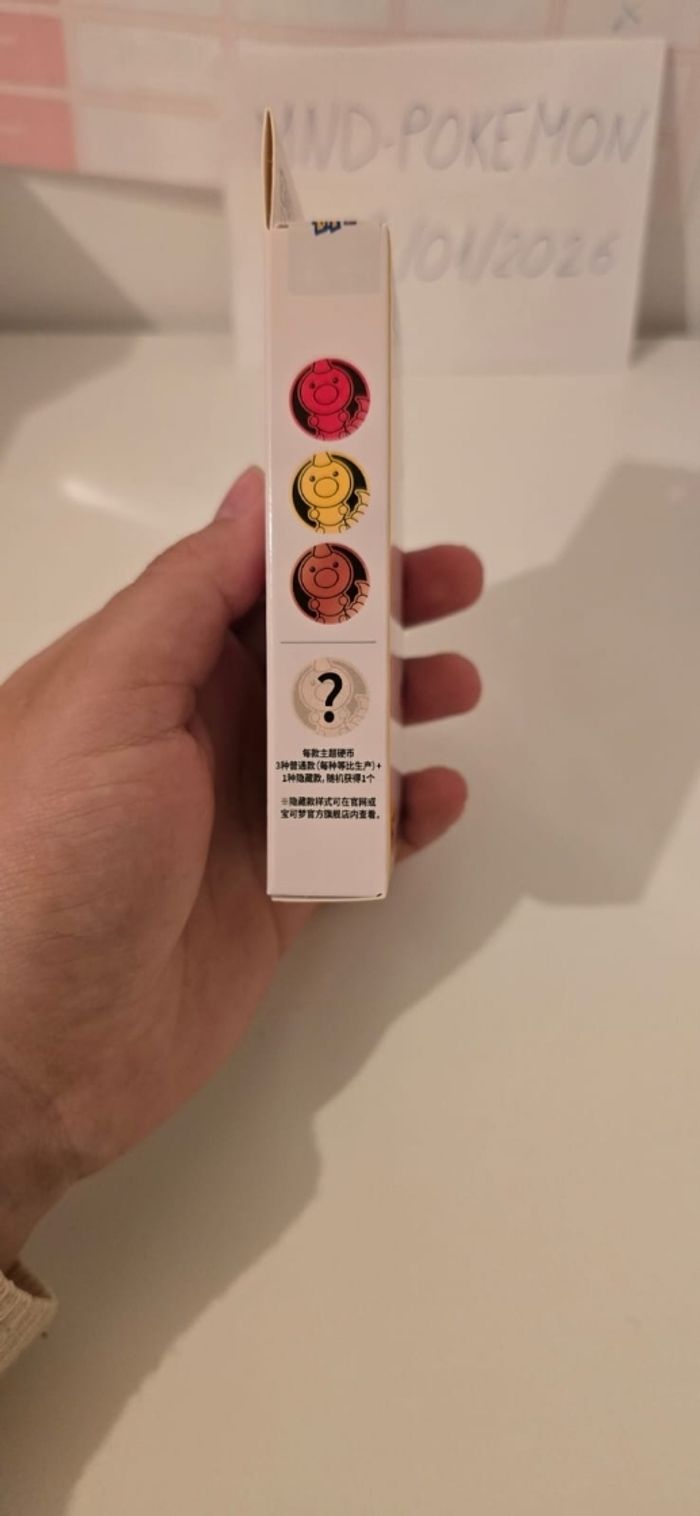 ND-POKEMON
/01/2026
?
每款主题硬币
3种普通款(每种等比生产)+
1种隐藏款, 随机获得1个
※隐藏款样式可在官网或
宝可梦官方旗舰店内查看。